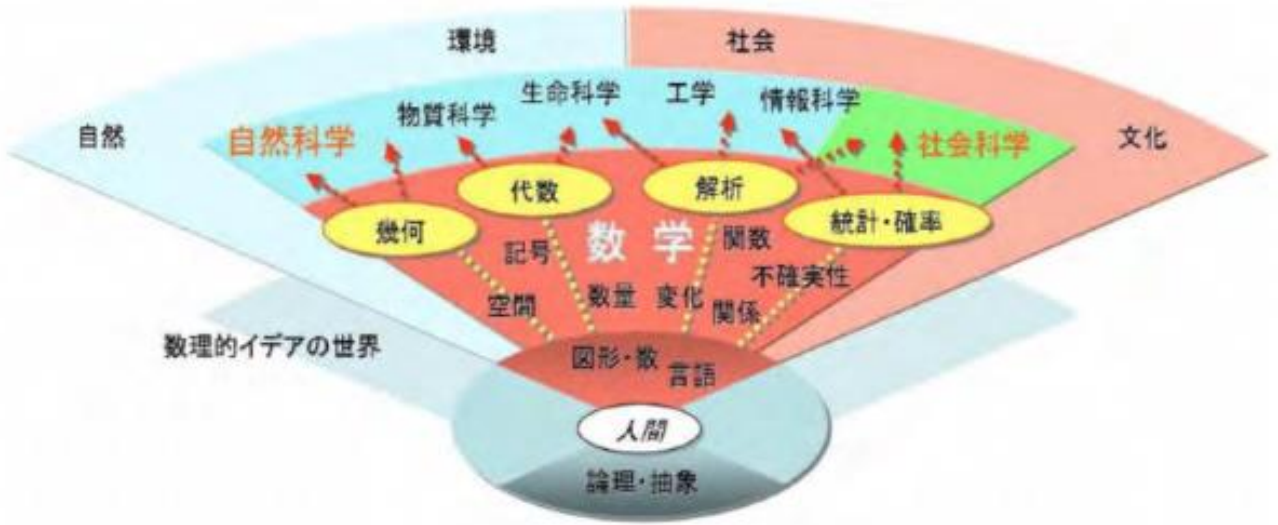 環境
社会
自然
文化
自然科学
物質科学
生命科学
工学
情報科学
社会科学
幾何
代数
解析
統計・確率
数学
記号
関数
空間
数量
変化
関係
不確実性
数理的イデアの世界
図形・数
言語
人間
論理・抽象